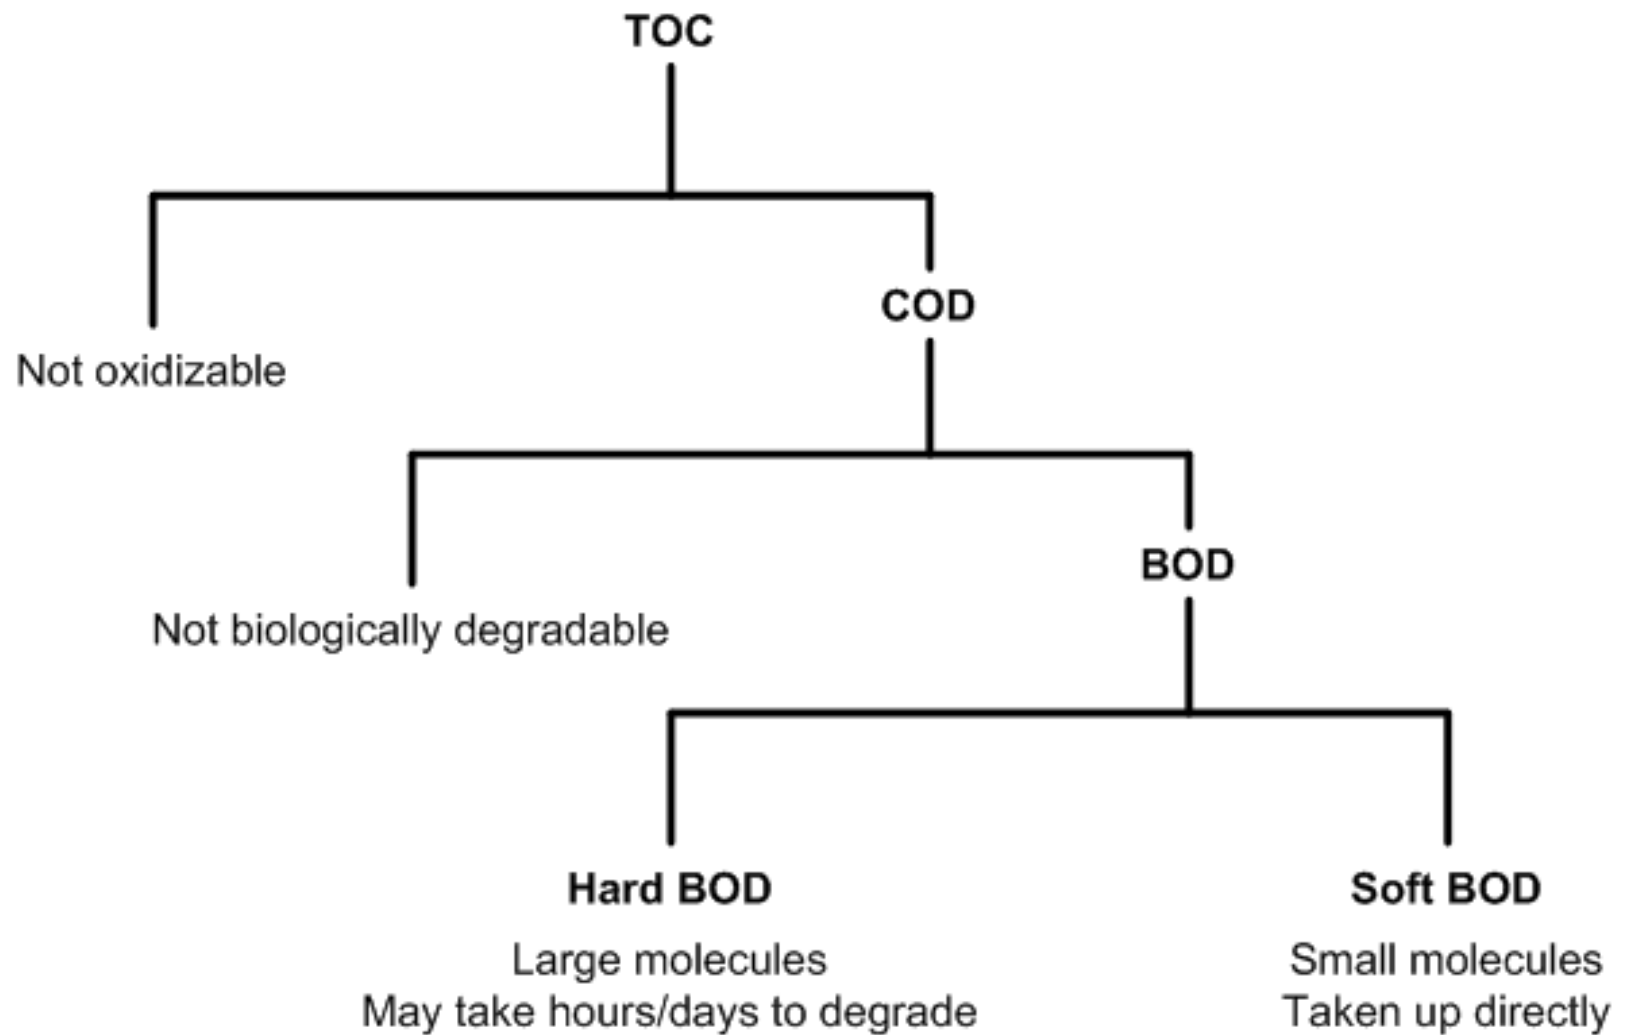 TOC
COD
Not oxidizable
BOD
Not biologically degradable
Hard BOD
Large molecules
May take hours/days to degrade
Soft BOD
Small molecules
Taken up directly